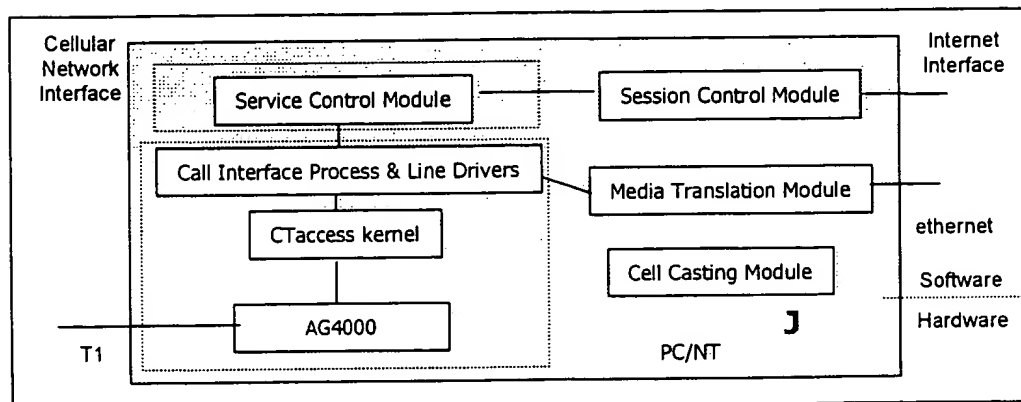 Cellular
Network
Interface
Internet
Interface
Service Control Module
Session Control Module
Call Interface Process & Line Drivers
Media Translation Module
CTaccess kernel
ethernet
Cell Casting Module
Software
AG4000
J
Hardware
T1
PC/NT